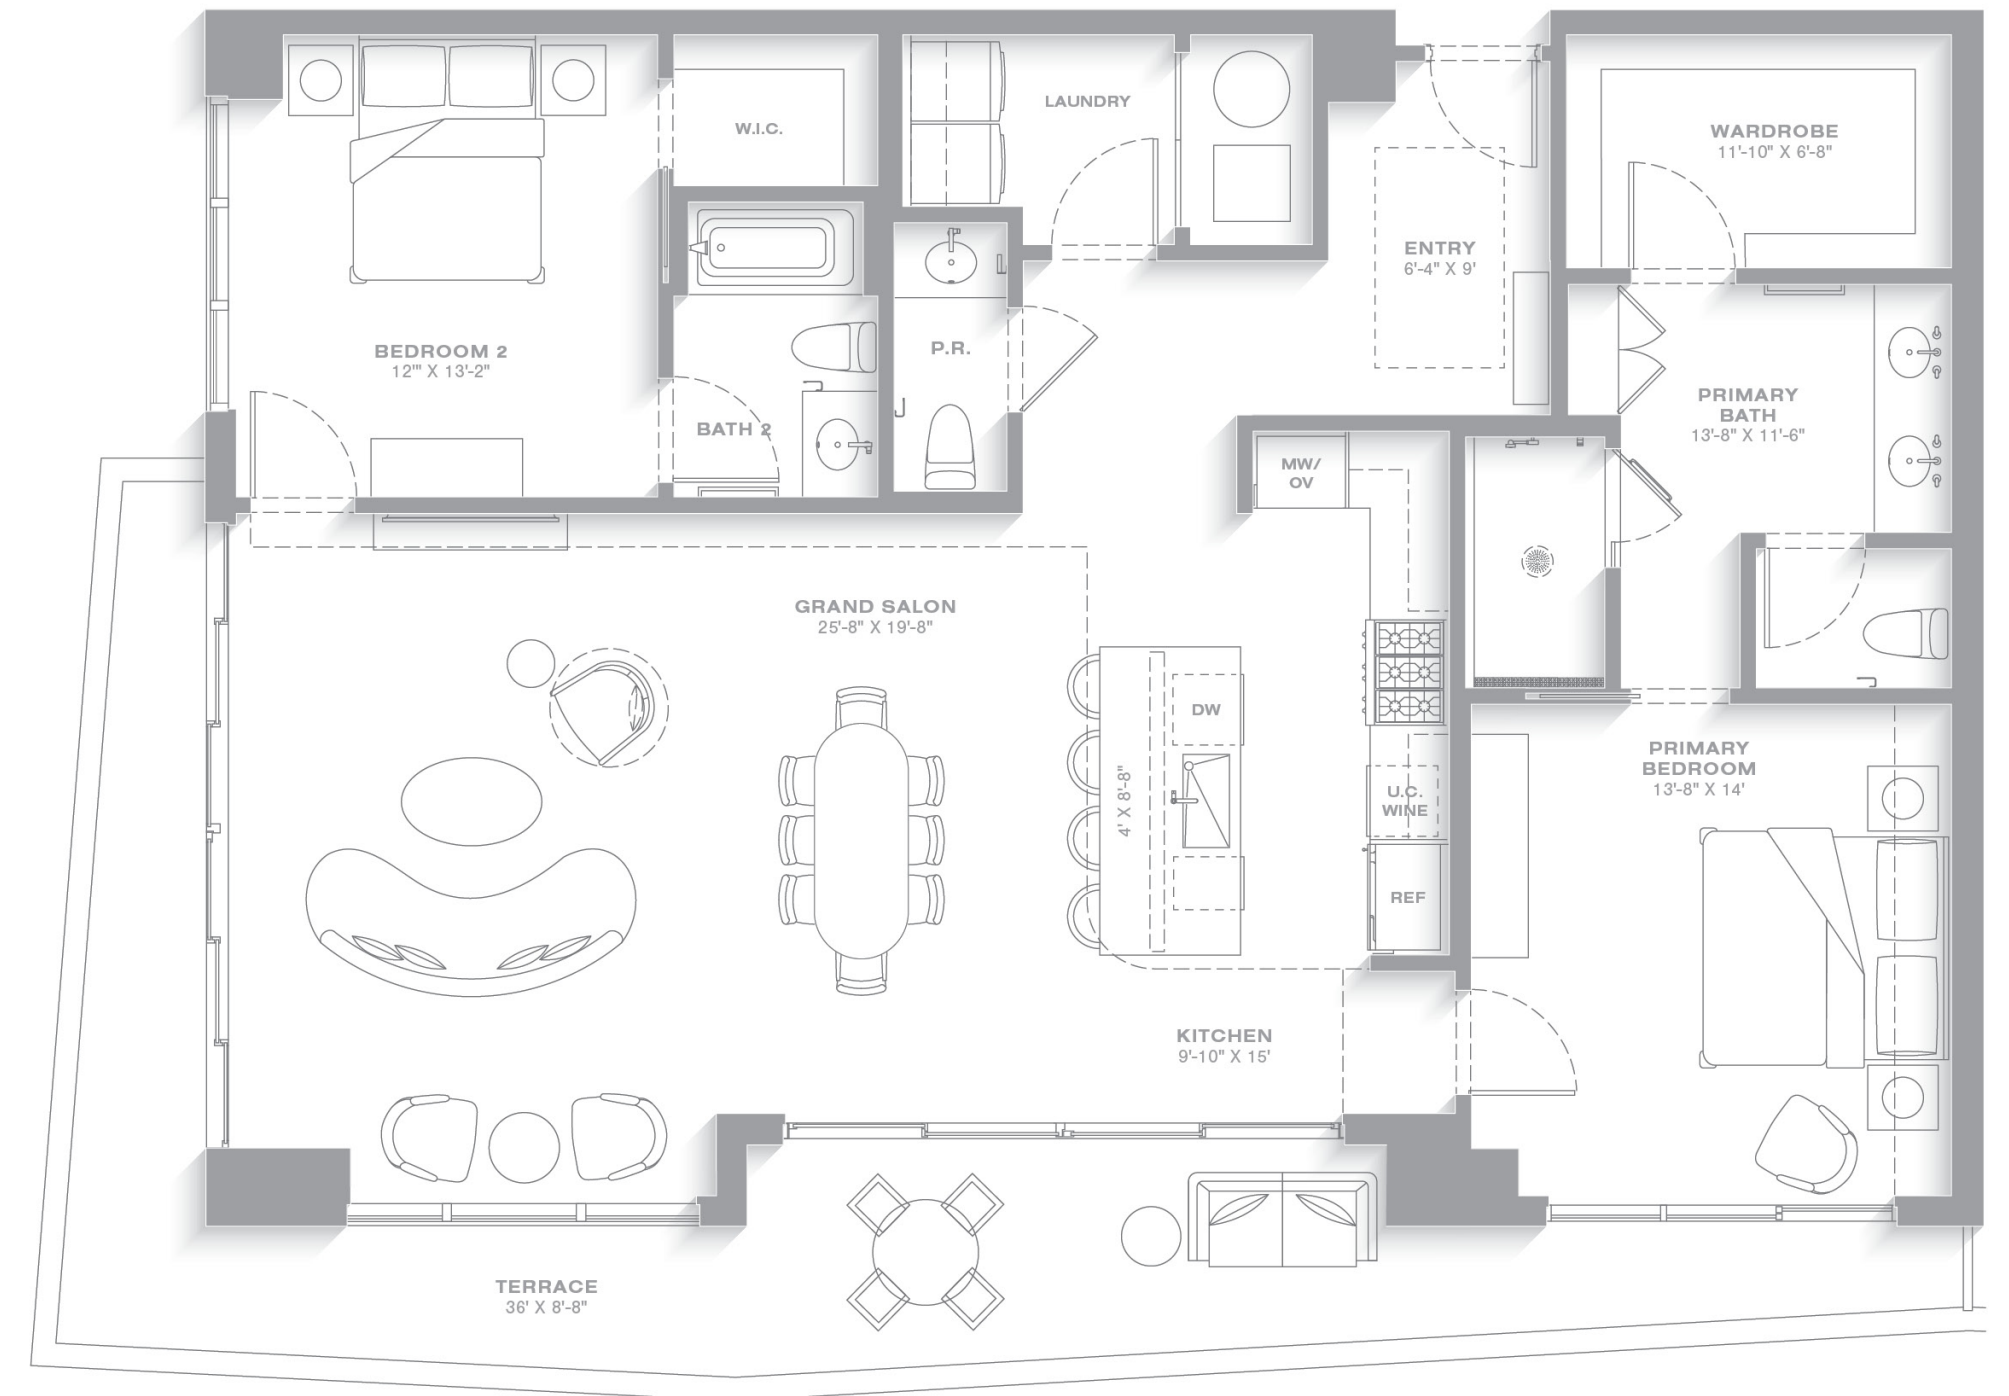 W.I.C.
LAUNDRY
WARDROBE
11'-10" X 6'-8"
ENTRY
6'-4" X 9'
BEDROOM 2
12'" X 13'-2"
P.R.
BATH 2
PRIMARY
BATH
13'-8" X 11'-6"
MW/
OV
GRAND SALON
25'-8" X 19'-8"
DW
4' X 8'-8"
U.C.
WINE
REF
PRIMARY
BEDROOM
13'-8" X 14'
KITCHEN
9'-10" X 15'
TERRACE
36' X 8'-8"